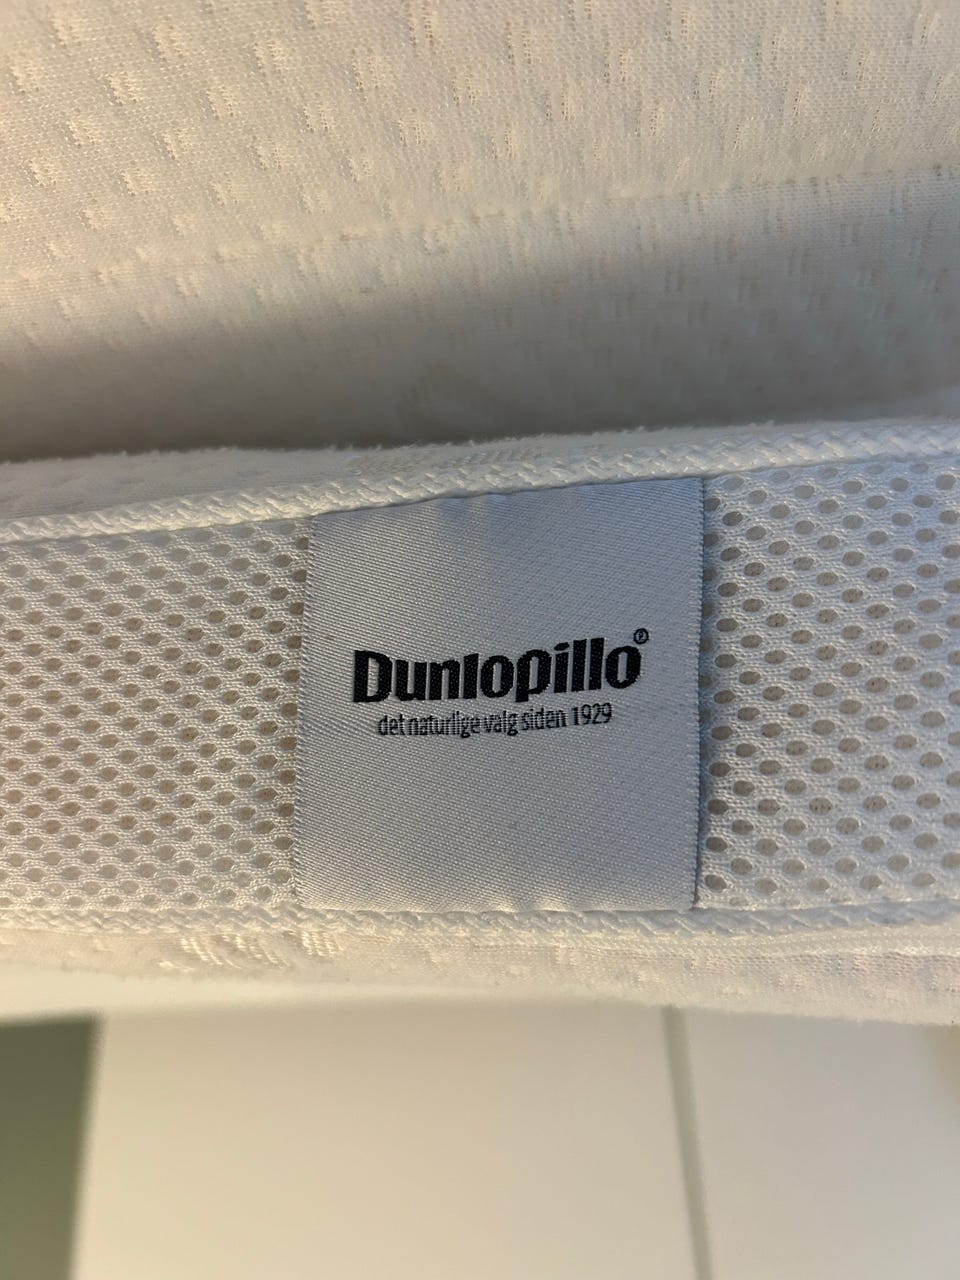 Dunlopillo®
det naturlige valg siden 1929